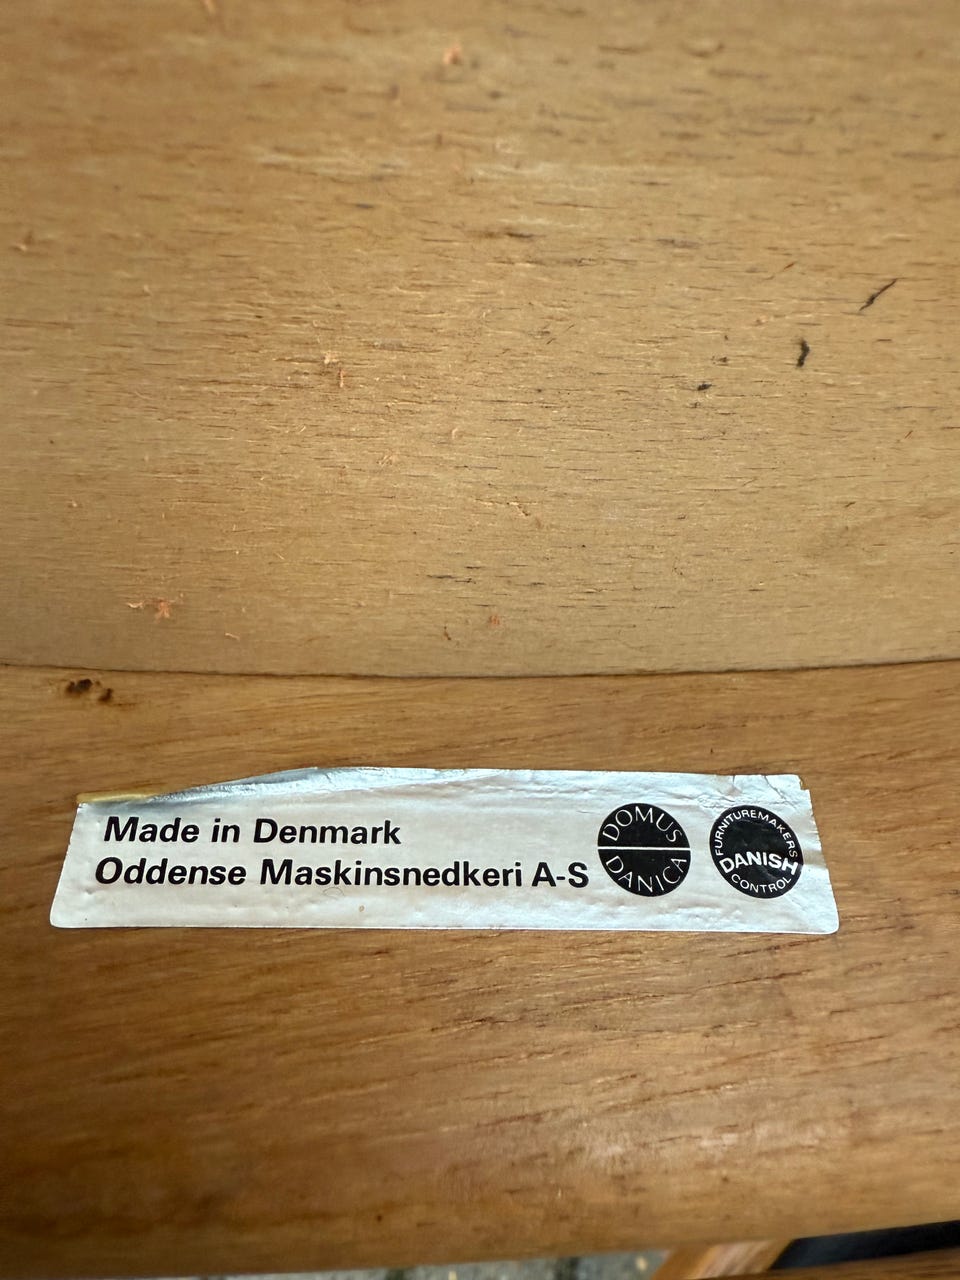 Made in Denmark
Oddense Maskinsnedkeri A-S
DOMUS
DANICA
FURNITUREMAKERS
DANISH
CONTROL